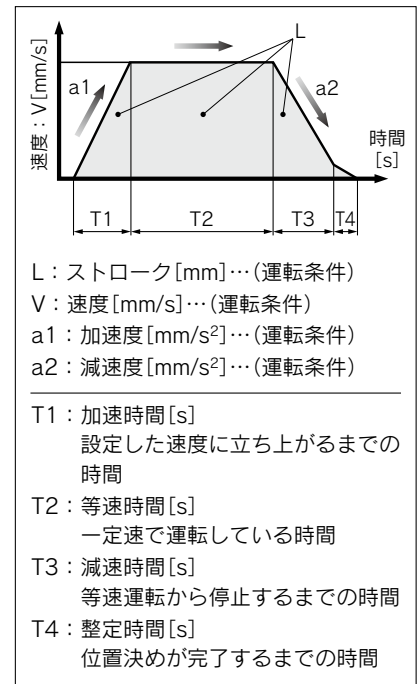 L
a1
a2
速度：V[mm/s]
時間
[s]
T1 T2 T3 T4
L：ストローク[mm]…(運転条件)
V：速度[mm/s]…(運転条件)
a1：加速度[mm/s²]…(運転条件)
a2：減速度[mm/s²]…(運転条件)
T1：加速時間[s]
設定した速度に立ち上がるまでの
時間
T2：等速時間[s]
一定速で運転している時間
T3：減速時間[s]
等速運転から停止するまでの時間
T4：整定時間[s]
位置決めが完了するまでの時間